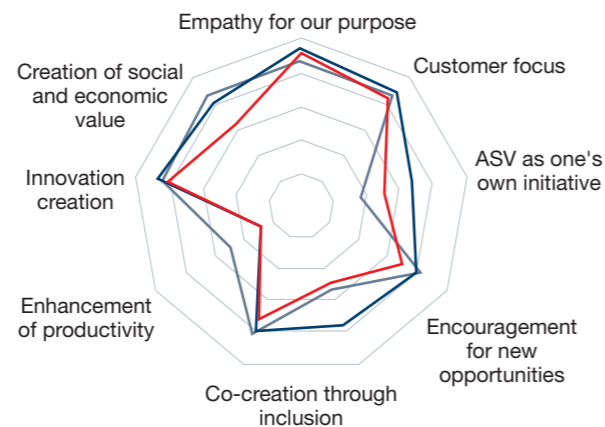 Empathy for our purpose
Customer focus
ASV as one's
own initiative
Encouragement
for new
opportunities
Co-creation through
inclusion
Enhancement
of productivity
Innovation
creation
Creation of social
and economic
value